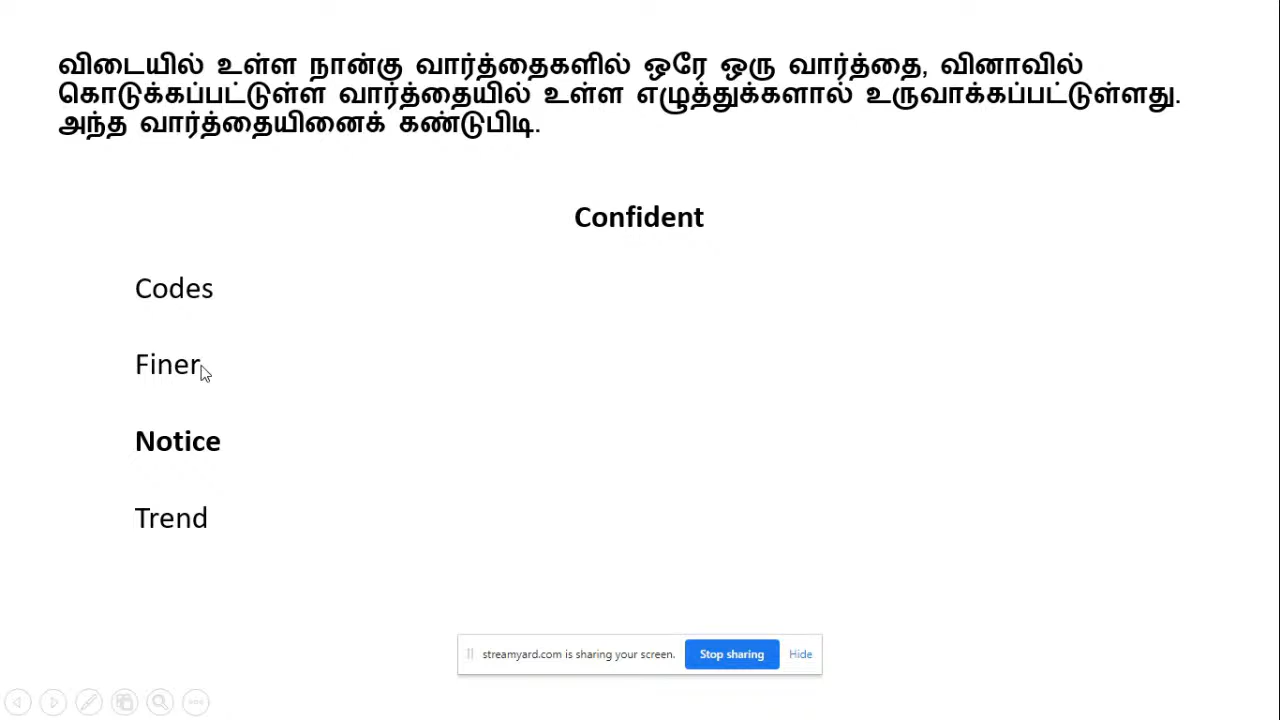 விடையில் உள்ள நான்கு வார்த்தைகளில் ஒரே ஒரு வார்த்தை, வினாவில்
கொடுக்கப்பட்டுள்ள வார்த்தையில் உள்ள எழுத்துக்களால் உருவாக்கப்பட்டுள்ளது.
அந்த வார்த்தையினைக் கண்டுபிடி.
Confident
Codes
Finer
Notice
Trend
streamyard.com is sharing your screen. Stop sharing Hide